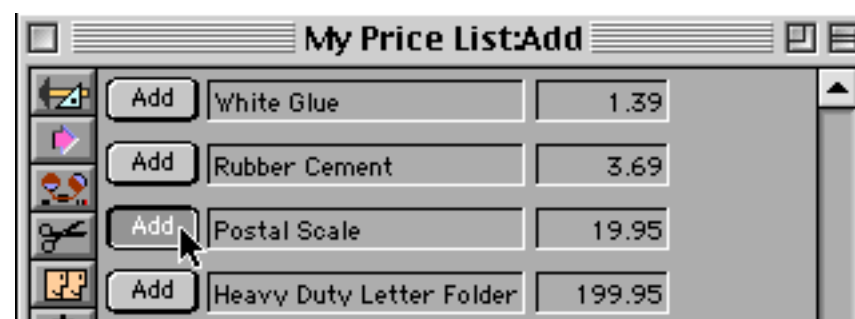 My Price List:Add
Add White Glue 1.39
Add Rubber Cement 3.69
Add Postal Scale 19.95
Add Heavy Duty Letter Folder 199.95